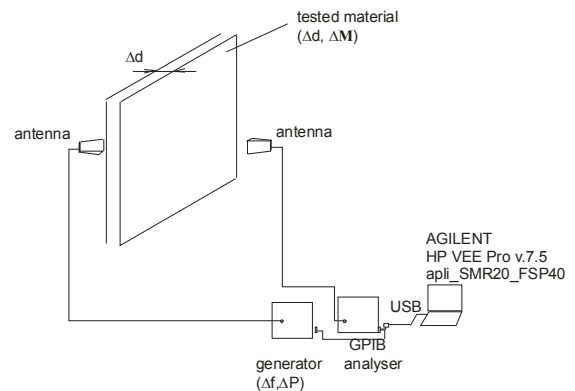 tested material
(Δd, ΔM)
Δd
antenna
antenna
AGILENT
HP VEE Pro v.7.5
apli_SMR20_FSP40
USB
GPIB
generator
(Δf,ΔP)
analyser